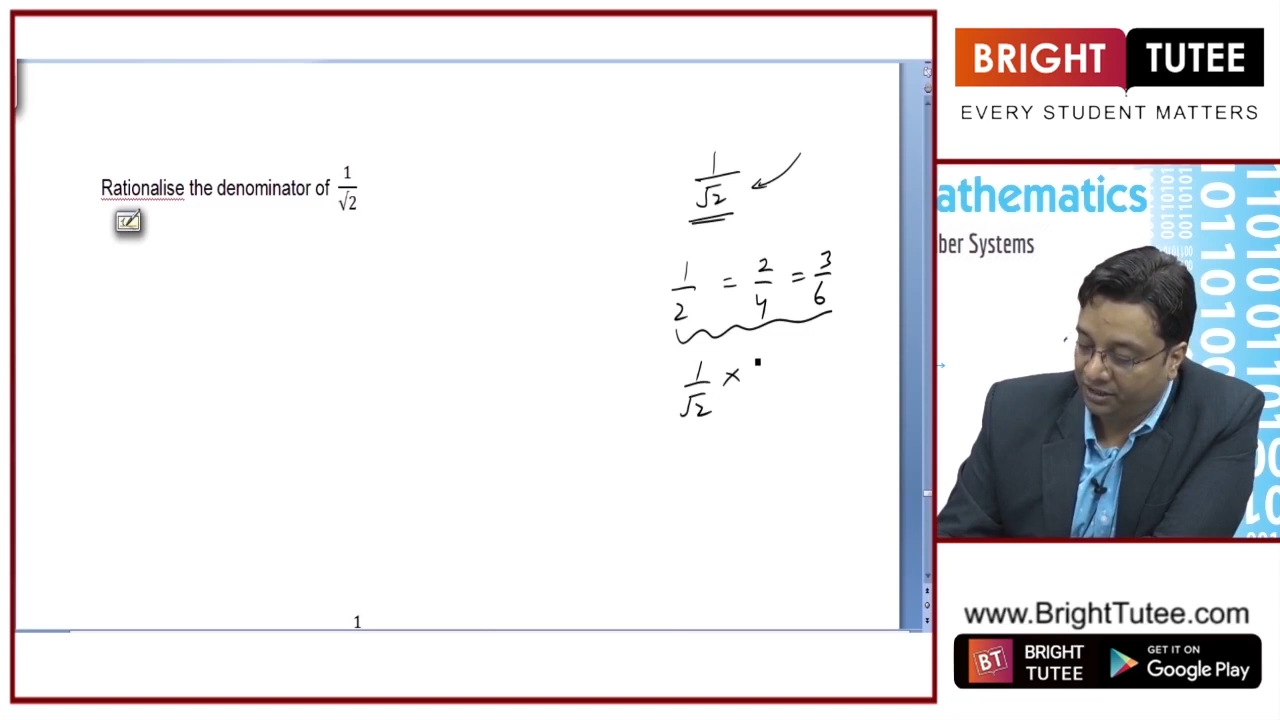 BRIGHT TUTEE
EVERY STUDENT MATTERS
Rationalise the denominator of 1/√2
1/√2
1/2 = 2/4 = 3/6
1/√2 ×
1
athematics
ber Systems
www.BrightTutee.com
BT BRIGHT TUTEE
GET IT ON
Google Play